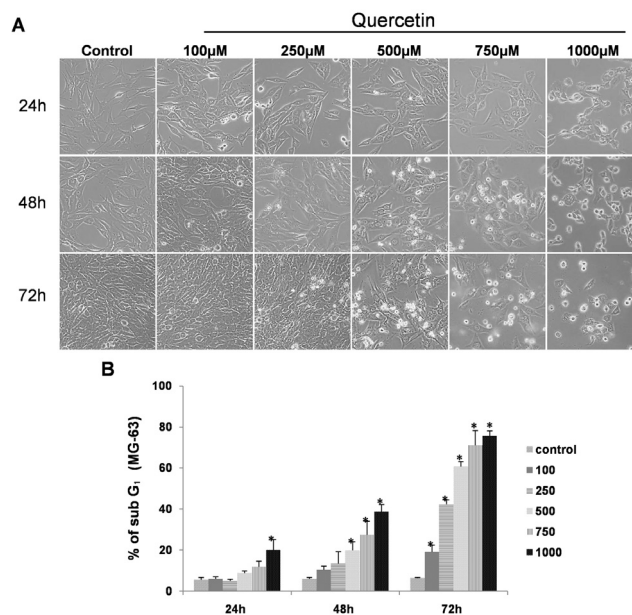 Quercetin
A
Control 100µM 250µM 500µM 750µM 1000µM
24h
48h
72h
B
% of sub G₁ (MG-63)
100
80
60
40
20
0
* * * * * * * * *
24h 48h 72h
control
100
250
500
750
1000